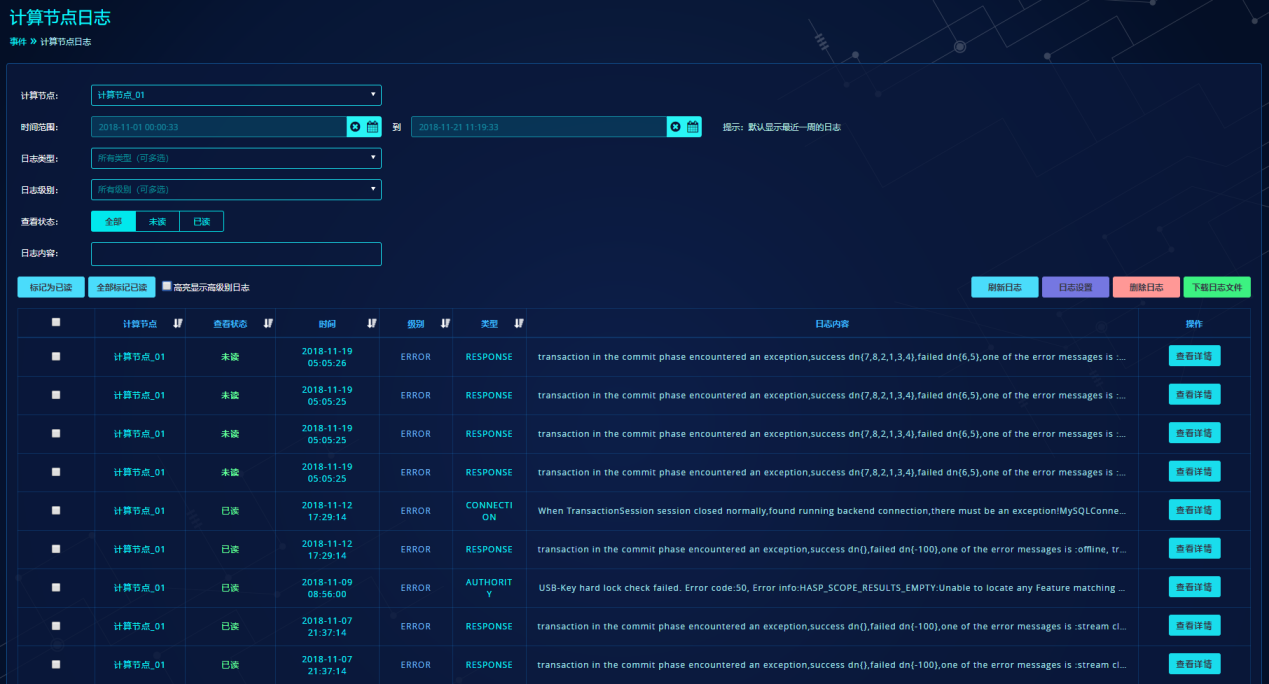 计算节点日志
事件 » 计算节点日志
计算节点: 计算节点_01
时间范围: 2018-11-01 00:00:33 到 2018-11-21 11:19:33 提示: 默认显示最近一周的日志
日志类型: 所有类型 (可多选)
日志级别: 所有级别 (可多选)
查看状态: 全部 未读 已读
日志内容:
标记为已读 全部标记已读 高亮显示高级别日志 刷新日志 日志设置 删除日志 下载日志文件
计算节点 查看状态 时间 级别 类型 日志内容 操作
计算节点_01 未读 2018-11-19 05:05:26 ERROR RESPONSE transaction in the commit phase encountered an exception,success dn{7,8,2,1,3,4},failed dn{6,5},one of the error messages is :... 查看详情
计算节点_01 未读 2018-11-19 05:05:25 ERROR RESPONSE transaction in the commit phase encountered an exception,success dn{7,8,2,1,3,4},failed dn{6,5},one of the error messages is :... 查看详情
计算节点_01 未读 2018-11-19 05:05:25 ERROR RESPONSE transaction in the commit phase encountered an exception,success dn{7,8,2,1,3,4},failed dn{6,5},one of the error messages is :... 查看详情
计算节点_01 未读 2018-11-19 05:05:25 ERROR RESPONSE transaction in the commit phase encountered an exception,success dn{7,8,2,1,3,4},failed dn{6,5},one of the error messages is :... 查看详情
计算节点_01 已读 2018-11-12 17:29:14 ERROR CONNECTION When TransactionSession session closed normally,found running backend connection,there must be an exception!MySQLConne... 查看详情
计算节点_01 已读 2018-11-12 17:29:14 ERROR RESPONSE transaction in the commit phase encountered an exception,success dn{},failed dn{-100},one of the error messages is :offline, tr... 查看详情
计算节点_01 已读 2018-11-09 08:56:00 ERROR AUTHORITY USB-Key hard lock check failed. Error code:50, Error info:HASP_SCOPE_RESULTS_EMPTY:Unable to locate any Feature matching ... 查看详情
计算节点_01 已读 2018-11-07 21:37:14 ERROR RESPONSE transaction in the commit phase encountered an exception,success dn{},failed dn{-100},one of the error messages is :stream cl... 查看详情
计算节点_01 已读 2018-11-07 21:37:14 ERROR RESPONSE transaction in the commit phase encountered an exception,success dn{},failed dn{-100},one of the error messages is :stream cl... 查看详情